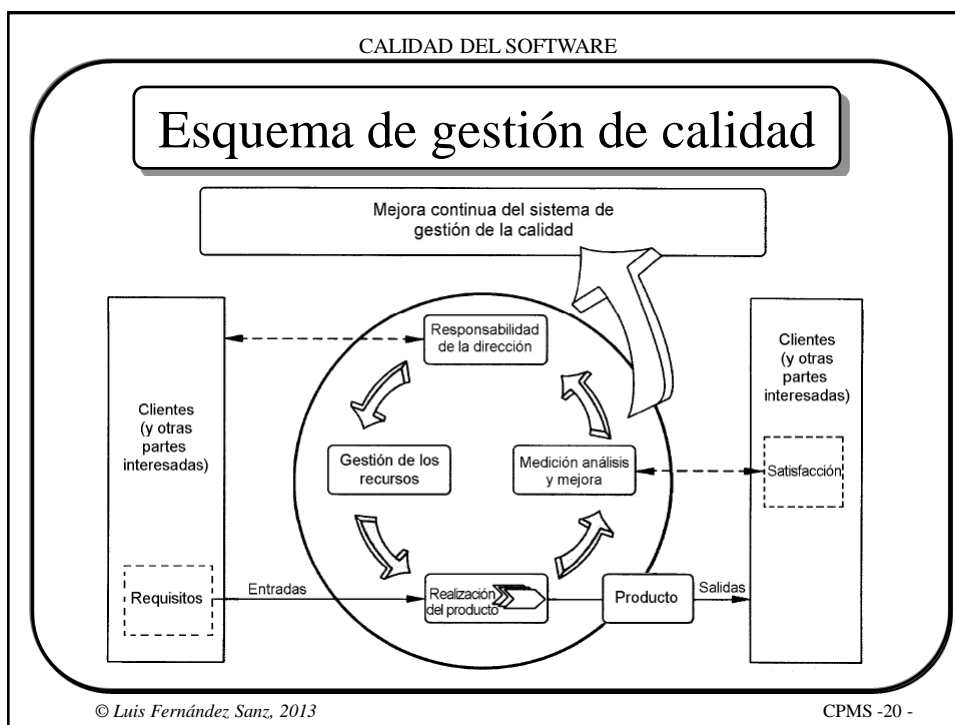 CALIDAD DEL SOFTWARE
Esquema de gestión de calidad
Mejora continua del sistema de
gestión de la calidad
Responsabilidad
de la dirección
Clientes
(y otras
partes
interesadas)
Clientes
(y otras
partes
interesadas)
Gestión de los
recursos
Medición análisis
y mejora
Satisfacción
Requisitos
Entradas
Realización
del producto
Producto
Salidas
© Luis Fernández Sanz, 2013
CPMS -20 -